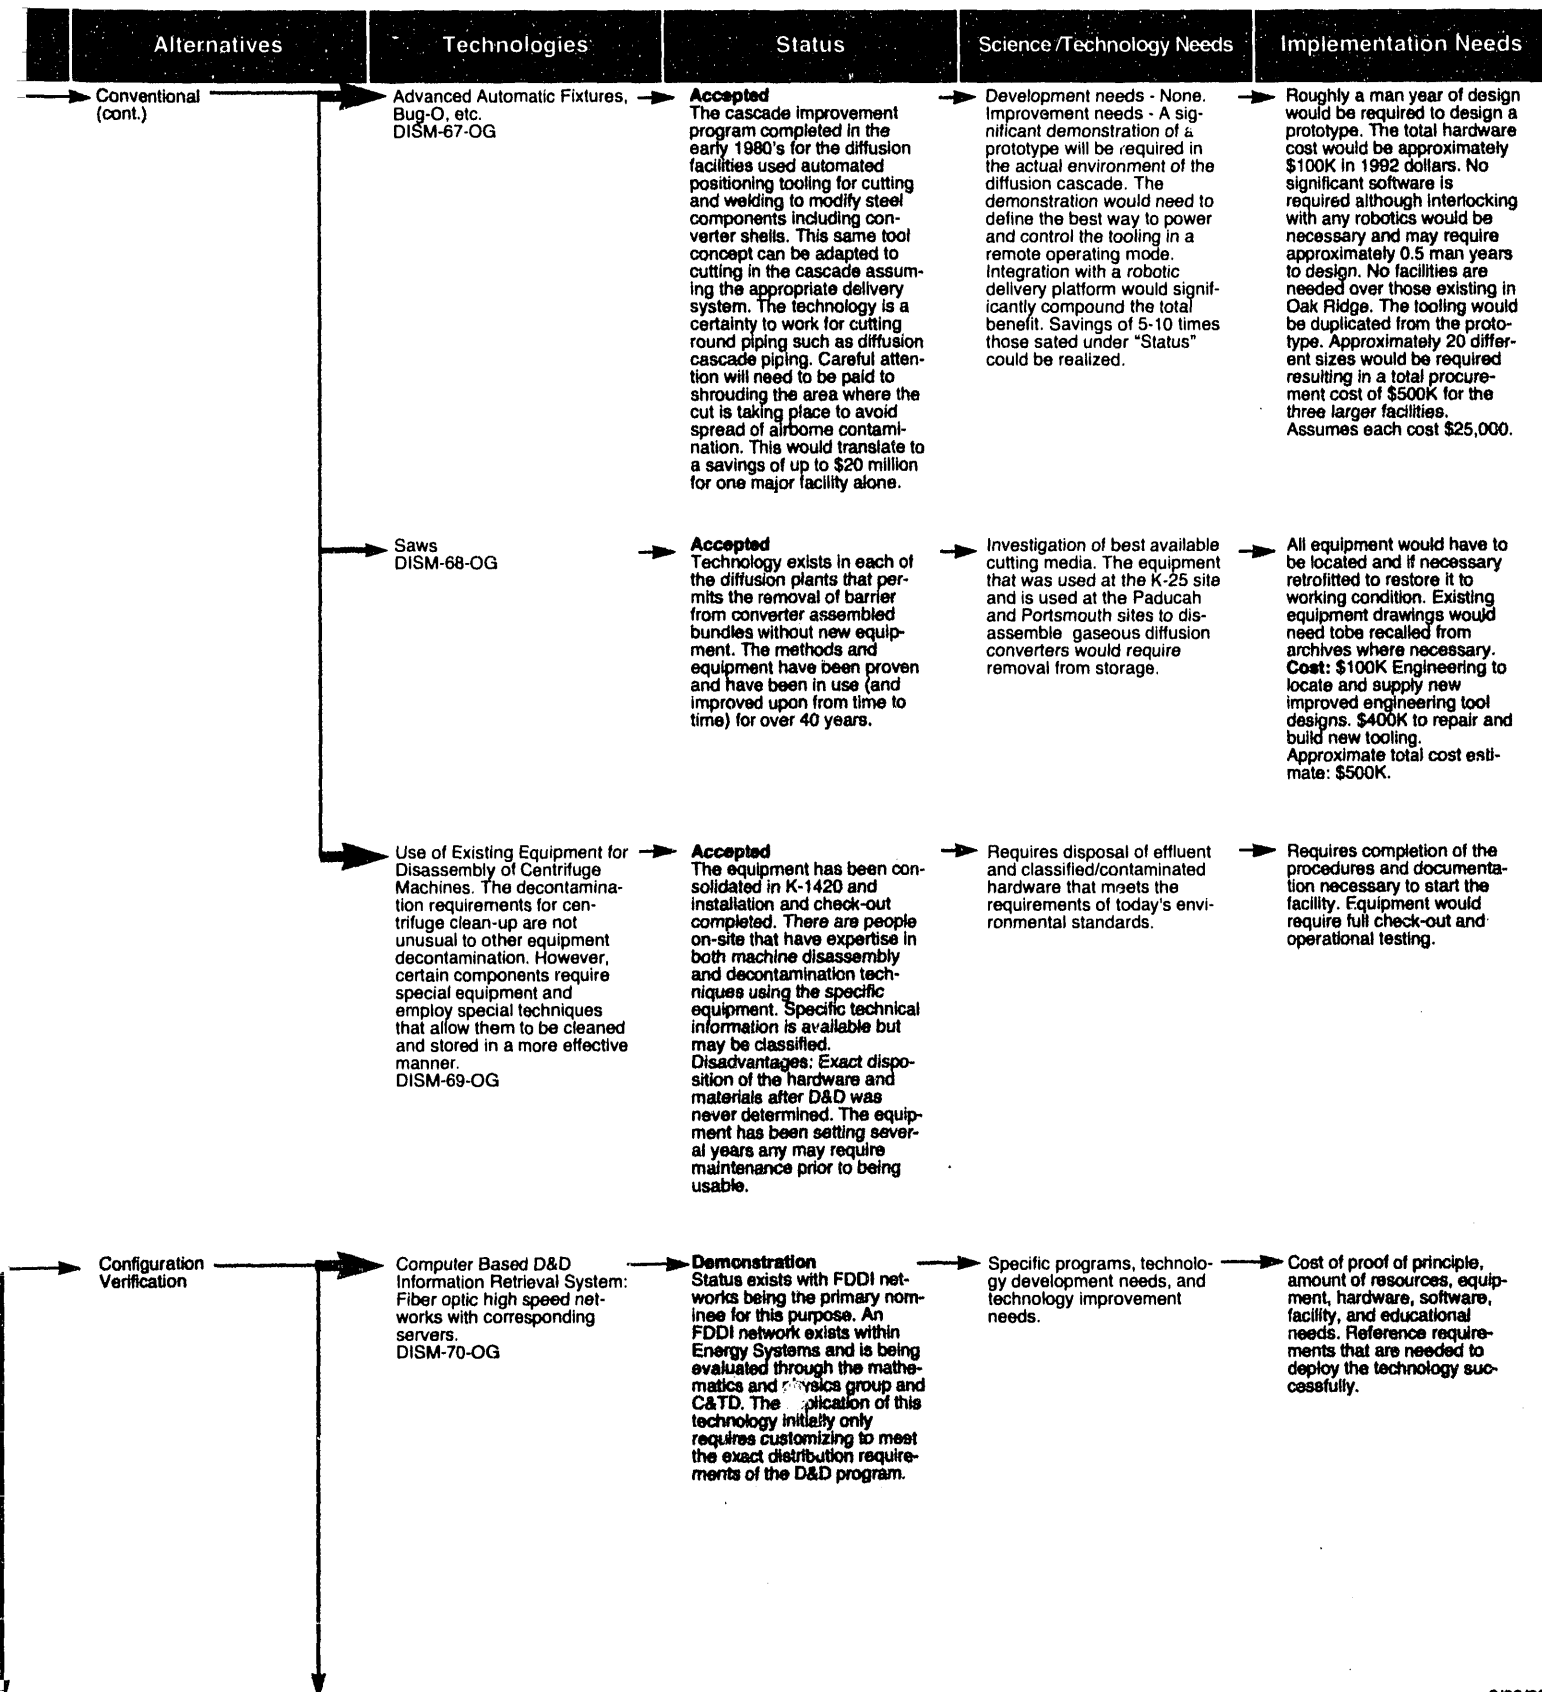 Alternatives
Technologies
Status
Science/Technology Needs
Implementation Needs
Conventional
(cont.)
Advanced Automatic Fixtures,
Bug-O, etc.
DISM-67-OG
Accepted
The cascade improvement
program completed in the
early 1980's for the diffusion
facilities used automated
positioning tooling for cutting
and welding to modify steel
components including con-
verter shells. This same tool
concept can be adapted to
cutting in the cascade assum-
ing the appropriate delivery
system. The technology is a
certainty to work for cutting
round piping such as diffusion
cascade piping. Careful atten-
tion will need to be paid to
shrouding the area where the
cut is taking place to avoid
spread of airborne contami-
nation. This would translate to
a savings of up to $20 million
for one major facility alone.
Development needs - None.
Improvement needs - A sig-
nificant demonstration of a
prototype will be required in
the actual environment of the
diffusion cascade. The
demonstration would need to
define the best way to power
and control the tooling in a
remote operating mode.
Integration with a robotic
delivery platform would signif-
icantly compound the total
benefit. Savings of 5-10 times
those sated under "Status"
could be realized.
Roughly a man year of design
would be required to design a
prototype. The total hardware
cost would be approximately
$100K in 1992 dollars. No
significant software is
required although interlocking
with any robotics would be
necessary and may require
approximately 0.5 man years
to design. No facilities are
needed over those existing in
Oak Ridge. The tooling would
be duplicated from the proto-
type. Approximately 20 differ-
ent sizes would be required
resulting in a total procure-
ment cost of $500K for the
three larger facilities.
Assumes each cost $25,000.
Saws
DISM-68-OG
Accepted
Technology exists in each of
the diffusion plants that per-
mits the removal of barrier
from converter assembled
bundles without new equip-
ment. The methods and
equipment have been proven
and have been in use (and
improved upon from time to
time) for over 40 years.
Investigation of best available
cutting media. The equipment
that was used at the K-25 site
and is used at the Paducah
and Portsmouth sites to dis-
assemble gaseous diffusion
converters would require
removal from storage.
All equipment would have to
be located and if necessary
retrofitted to restore it to
working condition. Existing
equipment drawings would
need tobe recalled from
archives where necessary.
Cost: $100K Engineering to
locate and supply new
improved engineering tool
designs. $400K to repair and
build new tooling.
Approximate total cost esti-
mate: $500K.
Use of Existing Equipment for
Disassembly of Centrifuge
Machines. The decontamina-
tion requirements for cen-
trifuge clean-up are not
unusual to other equipment
decontamination. However,
certain components require
special equipment and
employ special techniques
that allow them to be cleaned
and stored in a more effective
manner.
DISM-69-OG
Accepted
The equipment has been con-
solidated in K-1420 and
installation and check-out
completed. There are people
on-site that have expertise in
both machine disassembly
and decontamination tech-
niques using the specific
equipment. Specific technical
information is available but
may be classified.
Disadvantages: Exact dispo-
sition of the hardware and
materials after D&D was
never determined. The equip-
ment has been setting sever-
al years any may require
maintenance prior to being
usable.
Requires disposal of effluent
and classified/contaminated
hardware that meets the
requirements of today's envi-
ronmental standards.
Requires completion of the
procedures and documenta-
tion necessary to start the
facility. Equipment would
require full check-out and
operational testing.
Configuration
Verification
Computer Based D&D
Information Retrieval System:
Fiber optic high speed net-
works with corresponding
servers.
DISM-70-OG
Demonstration
Status exists with FDDI net-
works being the primary nom-
inee for this purpose. An
FDDI network exists within
Energy Systems and is being
evaluated through the mathe-
matics and physics group and
C&TD. The plication of this
technology initially only
requires customizing to meet
the exact distribution require-
ments of the D&D program.
Specific programs, technolo-
gy development needs, and
technology improvement
needs.
Cost of proof of principle,
amount of resources, equip-
ment, hardware, software,
facility, and educational
needs. Reference require-
ments that are needed to
deploy the technology suc-
cessfully.